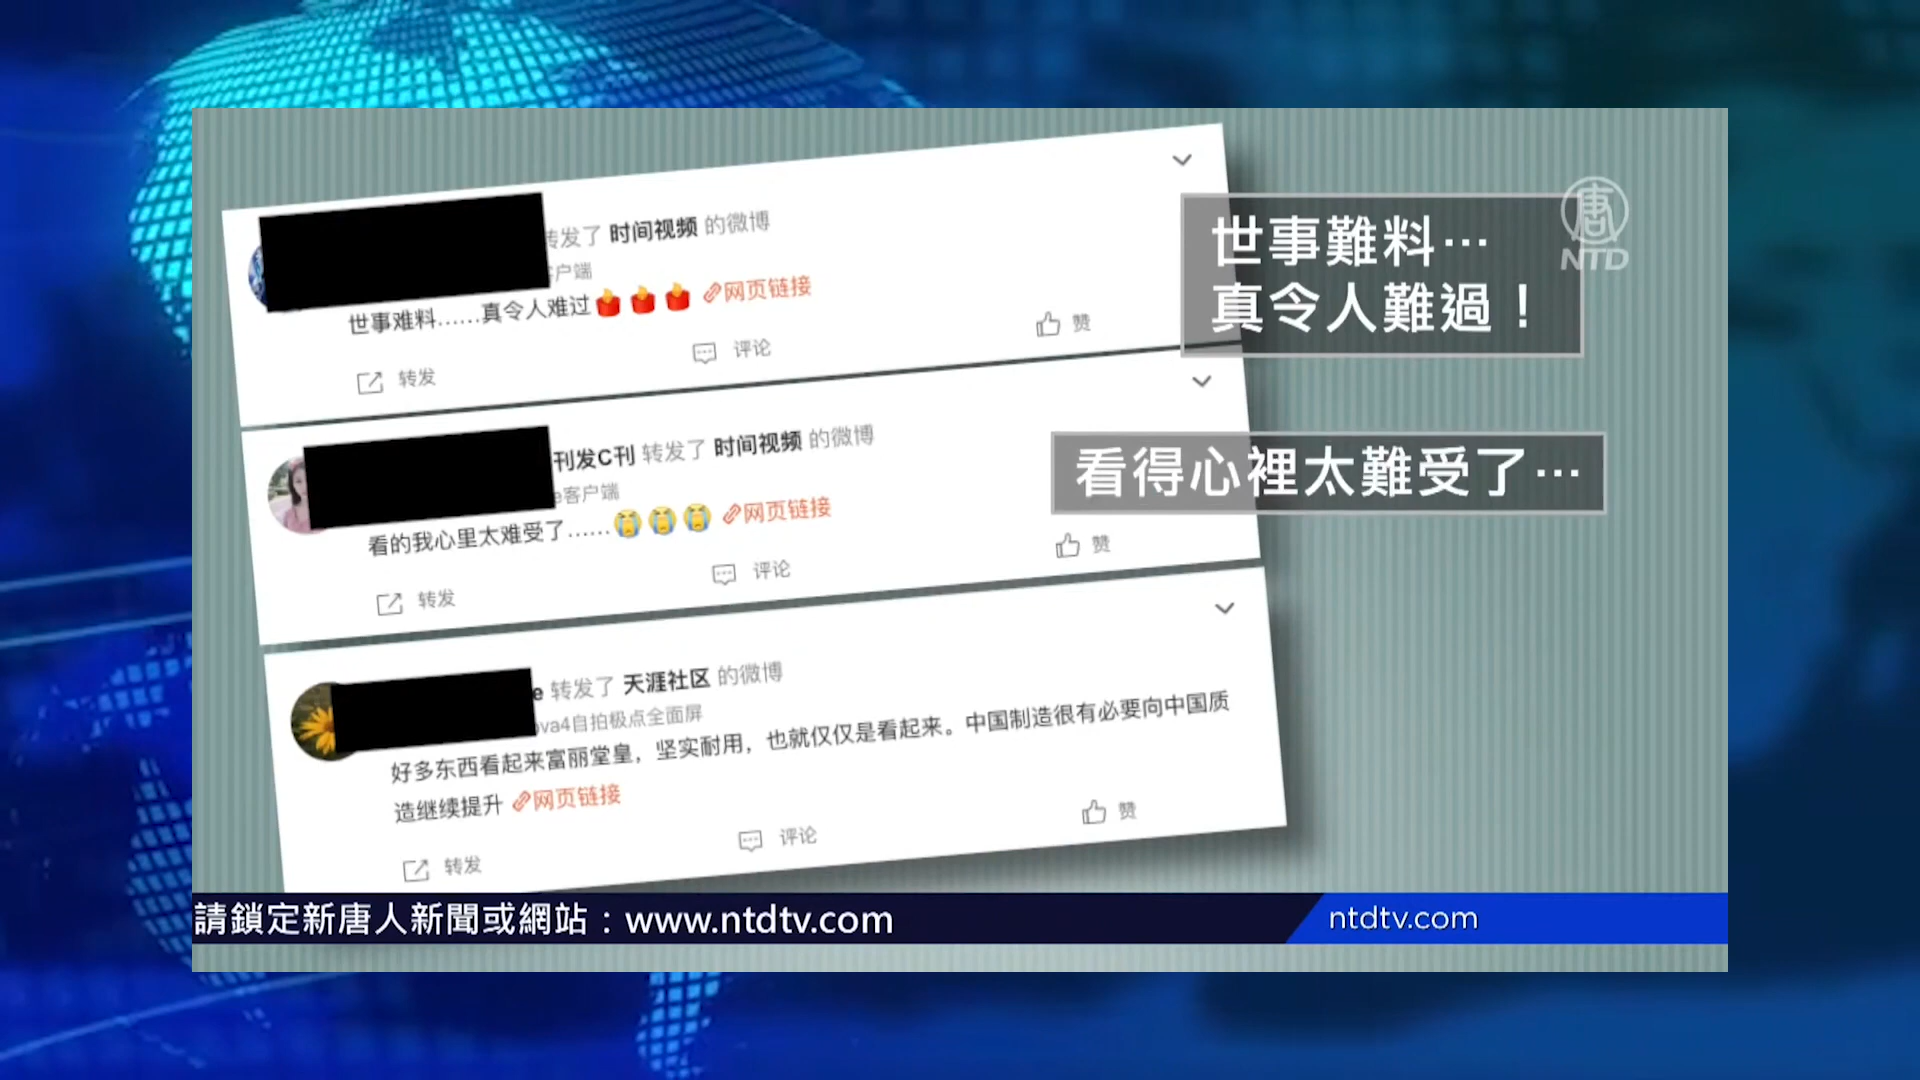 转发了 时间视频 的微博
客户端
世事难料……真令人难过 网页链接
转发
评论
赞
刊发C刊 转发了 时间视频 的微博
e客户端
看的我心里太难受了…… 网页链接
转发
评论
赞
e 转发了 天涯社区 的微博
ova4自拍极点全面屏
好多东西看起来富丽堂皇，坚实耐用，也就仅仅是看起来。中国制造很有必要向中国质
造继续提升 网页链接
转发
评论
赞
世事難料…
真令人難過！
看得心裡太難受了…
唐
NTD
請鎖定新唐人新聞或網站：www.ntdtv.com
ntdtv.com